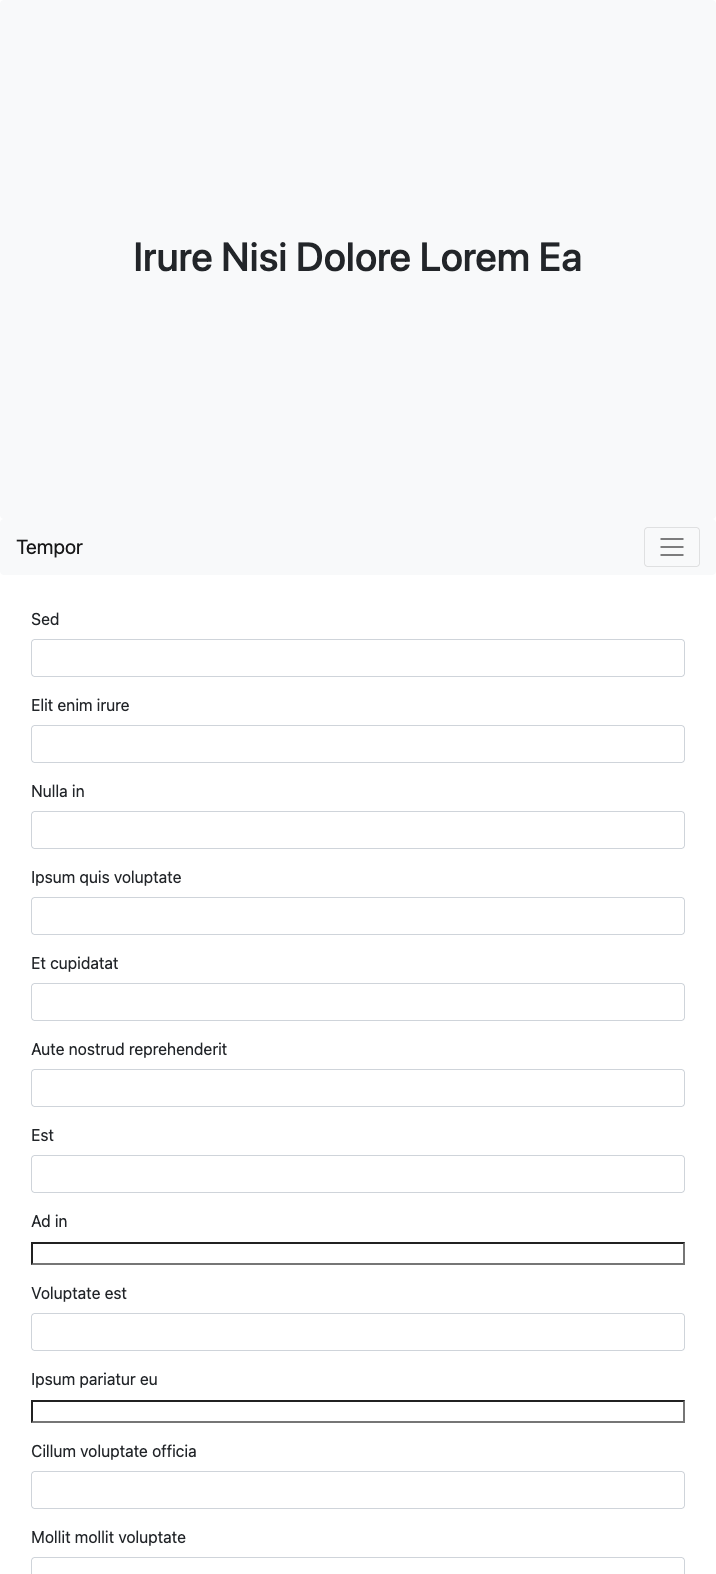 Irure Nisi Dolore Lorem Ea
Tempor
Sed
Elit enim irure
Nulla in
Ipsum quis voluptate
Et cupidatat
Aute nostrud reprehenderit
Est
Ad in
Voluptate est
Ipsum pariatur eu
Cillum voluptate officia
Mollit mollit voluptate